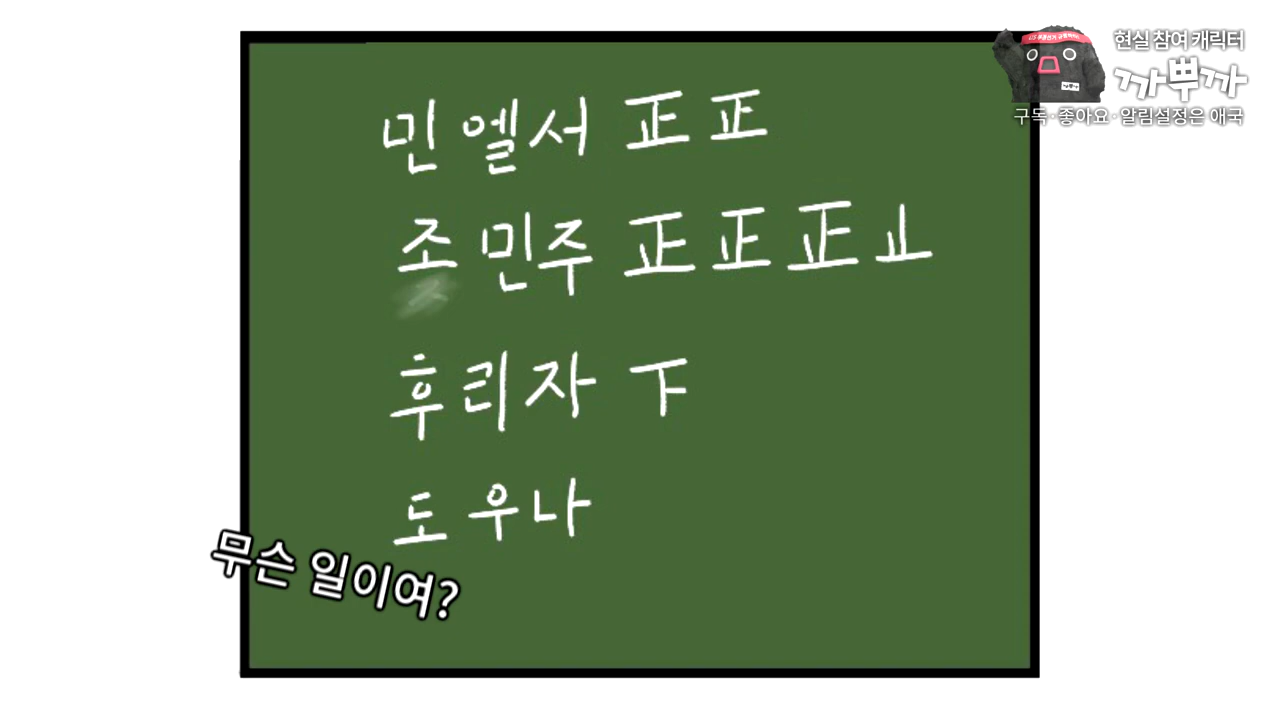 현실 참여 캐릭터
까뿌까
구독·좋아요·알림설정은 애국
민 엘서 正 正
조 민주 正 正 正 ㅛ
후리자 下
도 우나
무슨 일이여?